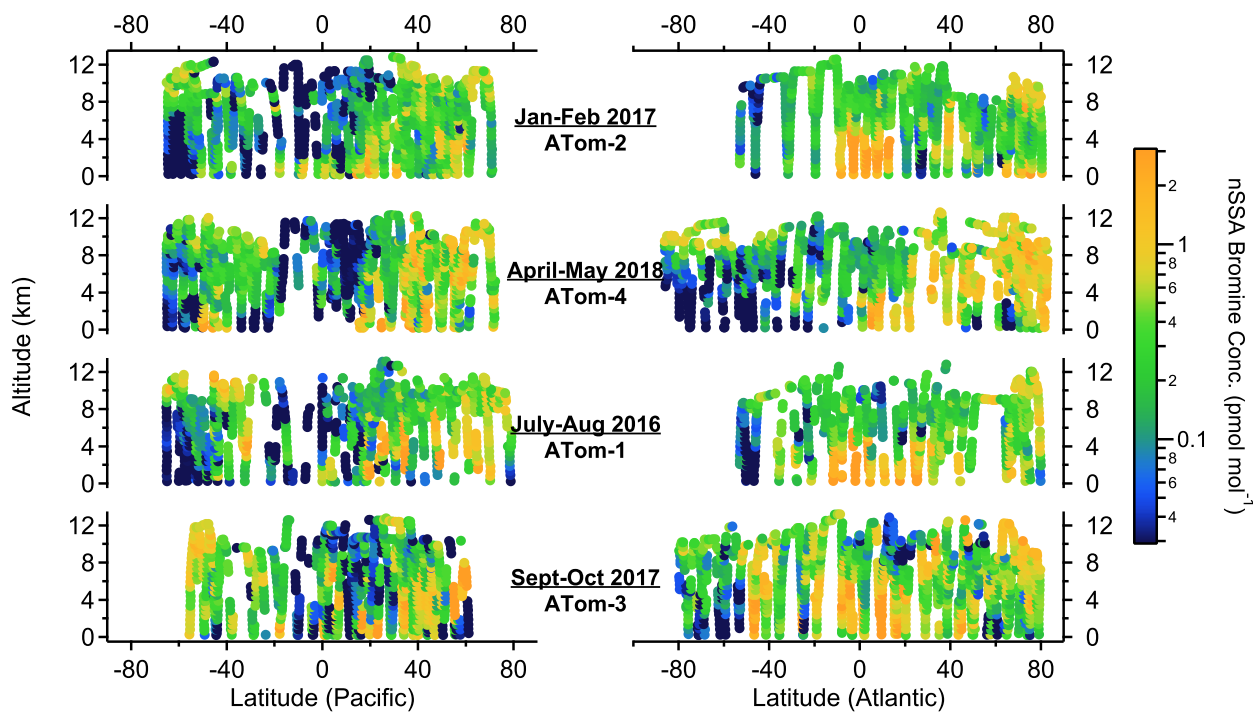 -80 -40 0 40 80 -80 -40 0 40 80
12 12
8 8
4 4
0 0
Jan-Feb 2017
ATom-2
12 12
8 8
4 4
0 0
April-May 2018
ATom-4
12 12
8 8
4 4
0 0
July-Aug 2016
ATom-1
12 12
8 8
4 4
0 0
Sept-Oct 2017
ATom-3
-80 -40 0 40 80 -80 -40 0 40 80
Latitude (Pacific) Latitude (Atlantic)
Altitude (km)
2
1
8
6
4
2
0.1
8
6
4
nSSA Bromine Conc. (pmol mol⁻¹)